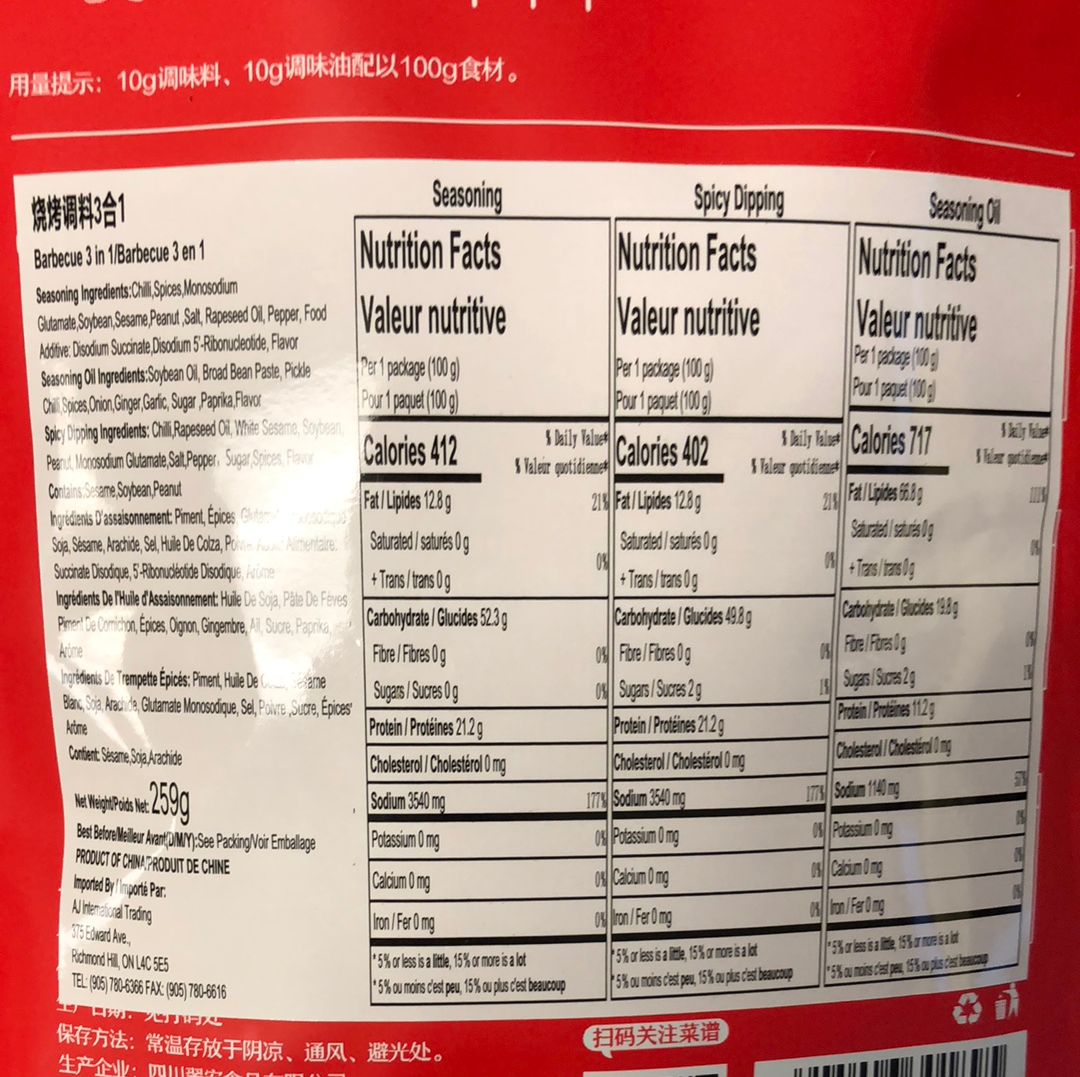 用量提示：10g调味料、10g调味油配以100g食材。
烧烤调料3合1
Barbecue 3 in 1/Barbecue 3 en 1
Seasoning Ingredients:Chilli,Spices,Monosodium
Glutamate,Soybean,Sesame,Peanut ,Salt, Rapeseed Oil, Pepper, Food
Additive: Disodium Succinate,Disodium 5'-Ribonucleotide, Flavor
Seasoning Oil Ingredients:Soybean Oil, Broad Bean Paste, Pickle
Chilli,Spices,Onion,Ginger,Garlic, Sugar ,Paprika,Flavor
Spicy Dipping Ingredients: Chilli,Rapeseed Oil, White Sesame, Soybean,
Peanut, Monosodium Glutamate,Salt,Pepper, Sugar,Spices, Flavor
Contains:Sesame,Soybean,Peanut
Ingrédients D'assaisonnement: Piment, Épices,
Soja, Sésame, Arachide, Sel, Huile De Colza, Alimentaire:
Succinate Disodique, 5'-Ribonucléotide Disodique, Arôme
Ingrédients De l'Huile d'Assaisonnement: Huile De Soja, Pâte De Fèves
Piment De Cornichon, Épices, Oignon, Gingembre, Ail, Sucre, Paprika,
Arôme
Ingrédients De Trempette Épicés: Piment, Huile De
Blanc, Soja, Arachide, Glutamate Monosodique, Sel, Poivre ,Sucre, Épices
Arôme
Contient: Sésame,Soja,Arachide
Net Weight/Poids Net: 259g
Best Before/Meilleur Avant(D/M/Y):See Packing/Voir Emballage
PRODUCT OF CHINA/PRODUIT DE CHINE
Imported By / Importé Par:
AJ International Trading
375 Edward Ave.,
Richmond Hill, ON L4C 5E5
TEL: (905) 780-6366 FAX: (905) 780-6616
Seasoning
Nutrition Facts
Valeur nutritive
Per 1 package (100 g)
Pour 1 paquet (100 g)
% Daily Value*
Calories 412
% Valeur quotidienne*
Fat / Lipides 12.8 g 21%
Saturated / saturés 0 g
0%
+ Trans / trans 0 g
Carbohydrate / Glucides 52.3 g
Fibre / Fibres 0 g 0%
Sugars / Sucres 0 g 0%
Protein / Protéines 21.2 g
Cholesterol / Cholestérol 0 mg
Sodium 3540 mg 177%
Potassium 0 mg 0%
Calcium 0 mg 0%
Iron / Fer 0 mg 0%
* 5% or less is a little, 15% or more is a lot
* 5% ou moins c'est peu, 15% ou plus c'est beaucoup
Spicy Dipping
Nutrition Facts
Valeur nutritive
Per 1 package (100 g)
Pour 1 paquet (100 g)
% Daily Value*
Calories 402
% Valeur quotidienne*
Fat / Lipides 12.8 g 21%
Saturated / saturés 0 g
0%
+ Trans / trans 0 g
Carbohydrate / Glucides 49.8 g
Fibre / Fibres 0 g 0%
Sugars / Sucres 2 g 1%
Protein / Protéines 21.2 g
Cholesterol / Cholestérol 0 mg
Sodium 3540 mg 177%
Potassium 0 mg 0%
Calcium 0 mg 0%
Iron / Fer 0 mg 0%
* 5% or less is a little, 15% or more is a lot
* 5% ou moins c'est peu, 15% ou plus c'est beaucoup
Seasoning Oil
Nutrition Facts
Valeur nutritive
Per 1 package (100 g)
Pour 1 paquet (100 g)
% Daily Value*
Calories 717
% Valeur quotidienne*
Fat / Lipides 66.8 g 111%
Saturated / saturés 0 g
0%
+ Trans / trans 0 g
Carbohydrate / Glucides 19.8 g
Fibre / Fibres 0 g 0%
Sugars / Sucres 2 g 1%
Protein / Protéines 11.2 g
Cholesterol / Cholestérol 0 mg
Sodium 1140 mg 57%
Potassium 0 mg 0%
Calcium 0 mg 0%
Iron / Fer 0 mg 0%
* 5% or less is a little, 15% or more is a lot
* 5% ou moins c'est peu, 15% ou plus c'est beaucoup
保存方法：常温存放于阴凉、通风、避光处。
生产企业：四川
扫码关注菜谱